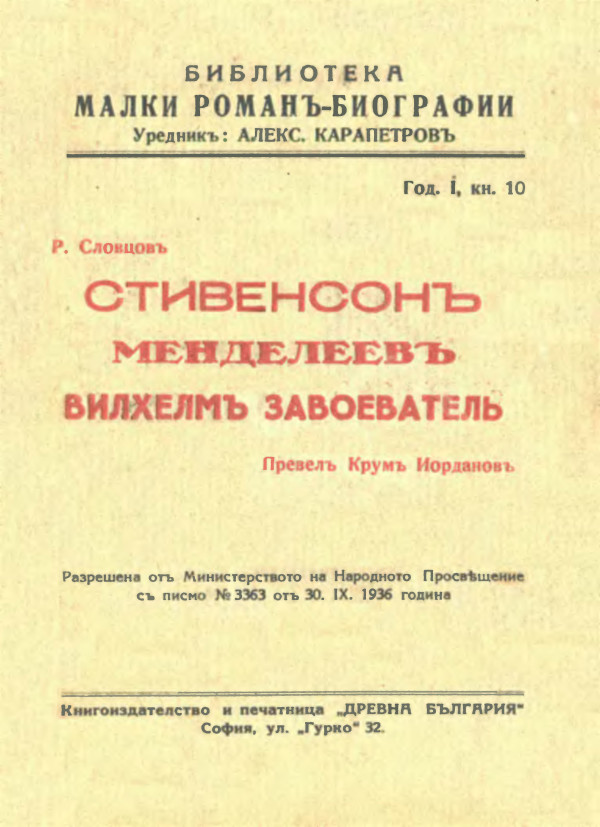 БИБЛИОТЕКА
МАЛКИ РОМАНЪ-БИОГРАФИИ
Уредникъ: АЛЕКС. КАРАПЕТРОВЪ
Год. I, кн. 10
Р. Словцовъ
СТИВЕНСОНЪ
МЕНДЕЛЕЕВЪ
ВИЛХЕЛМЪ ЗАВОЕВАТЕЛЬ
Превелъ Крумъ Иордановъ
Разрешена отъ Министерството на Народното Просвѣщение
съ писмо № 3363 отъ 30. IX. 1936 година
Книгоиздателство и печатница „ДРЕВНА БЪЛГАРИЯ“
София, ул. „Гурко“ 32.